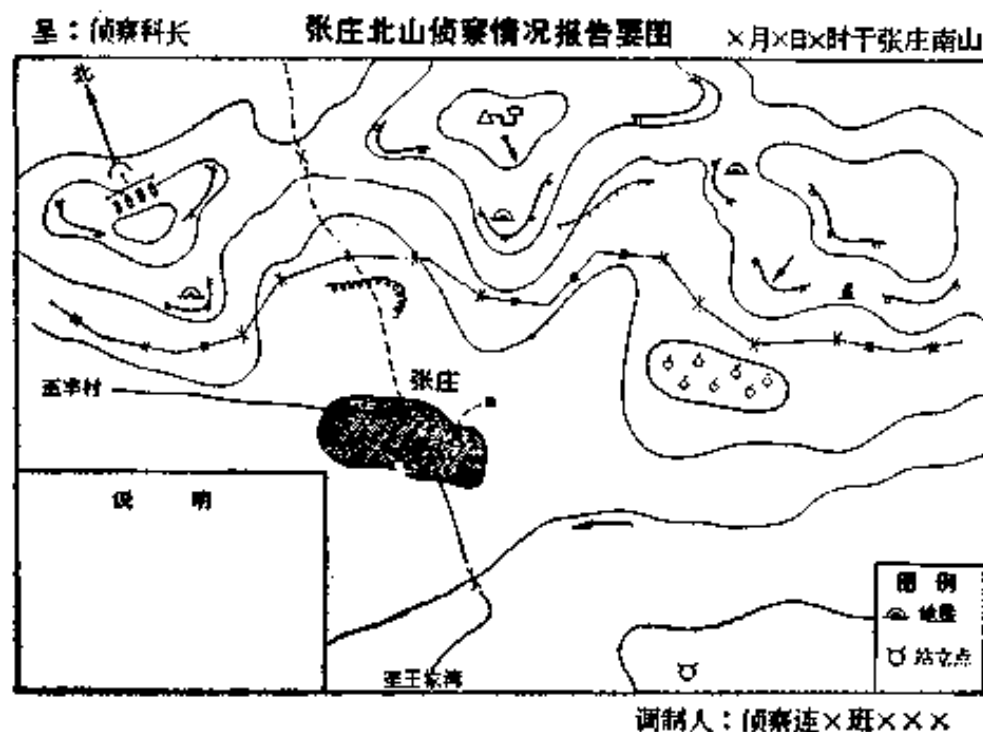 呈：侦察科长
张庄北山侦察情况报告要图
×月×日×时于张庄南山
北
至李村
张庄
说 明
至王家湾
图 例
地堡
站立点
调制人：侦察连×班×××